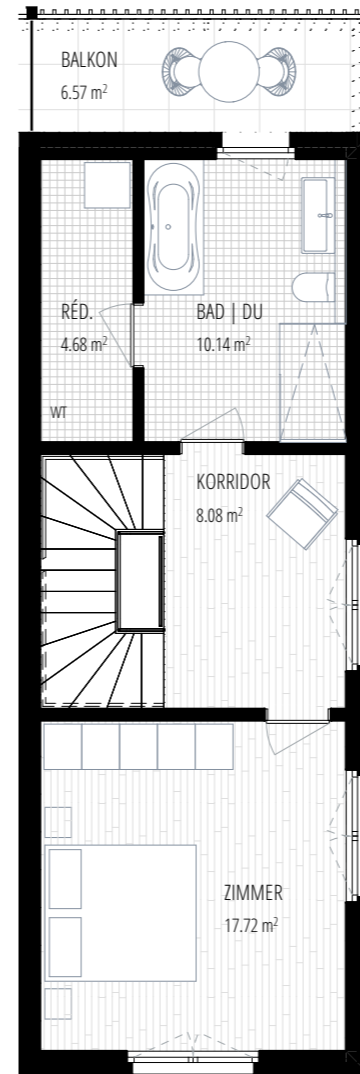 BALKON
6.57 m²
RÉD.
4.68 m²
BAD | DU
10.14 m²
WT
KORRIDOR
8.08 m²
ZIMMER
17.72 m²